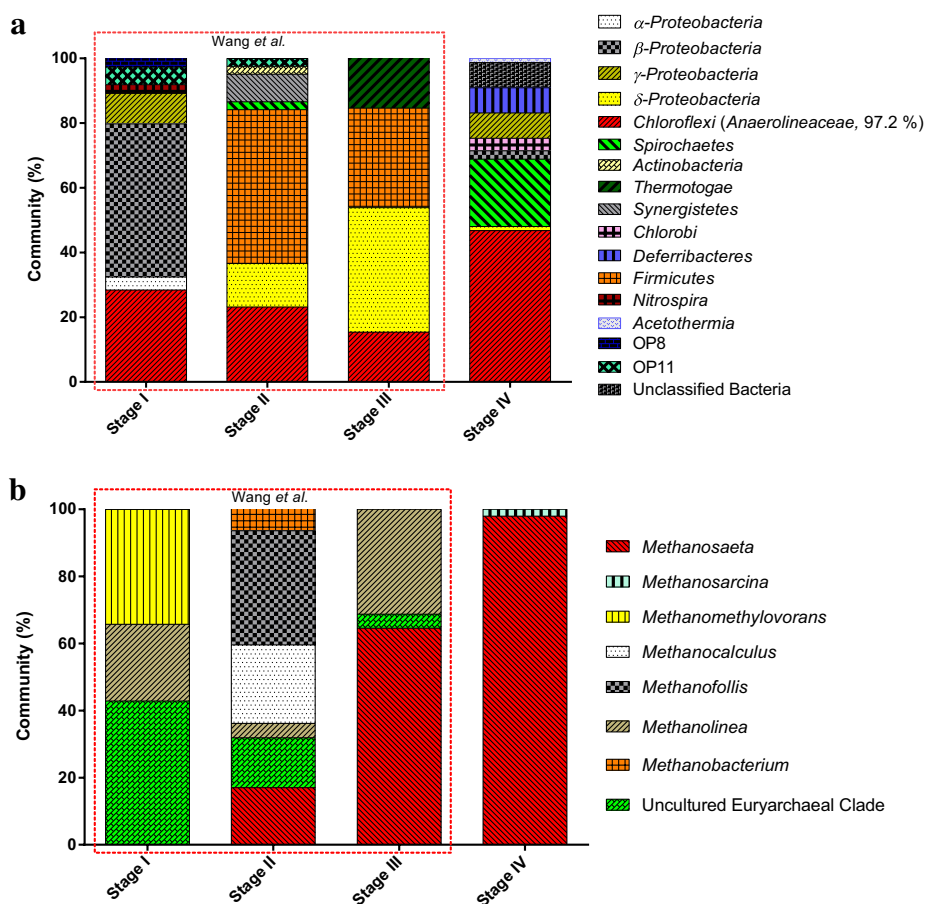 a
Wang et al.
Community (%)
100
80
60
40
20
0
Stage I
Stage II
Stage III
Stage IV
α-Proteobacteria
β-Proteobacteria
γ-Proteobacteria
δ-Proteobacteria
Chloroflexi (Anaerolineaceae, 97.2 %)
Spirochaetes
Actinobacteria
Thermotogae
Synergistetes
Chlorobi
Deferribacteres
Firmicutes
Nitrospira
Acetothermia
OP8
OP11
Unclassified Bacteria
b
Wang et al.
Community (%)
100
80
60
40
20
0
Stage I
Stage II
Stage III
Stage IV
Methanosaeta
Methanosarcina
Methanomethylovorans
Methanocalculus
Methanofollis
Methanolinea
Methanobacterium
Uncultured Euryarchaeal Clade